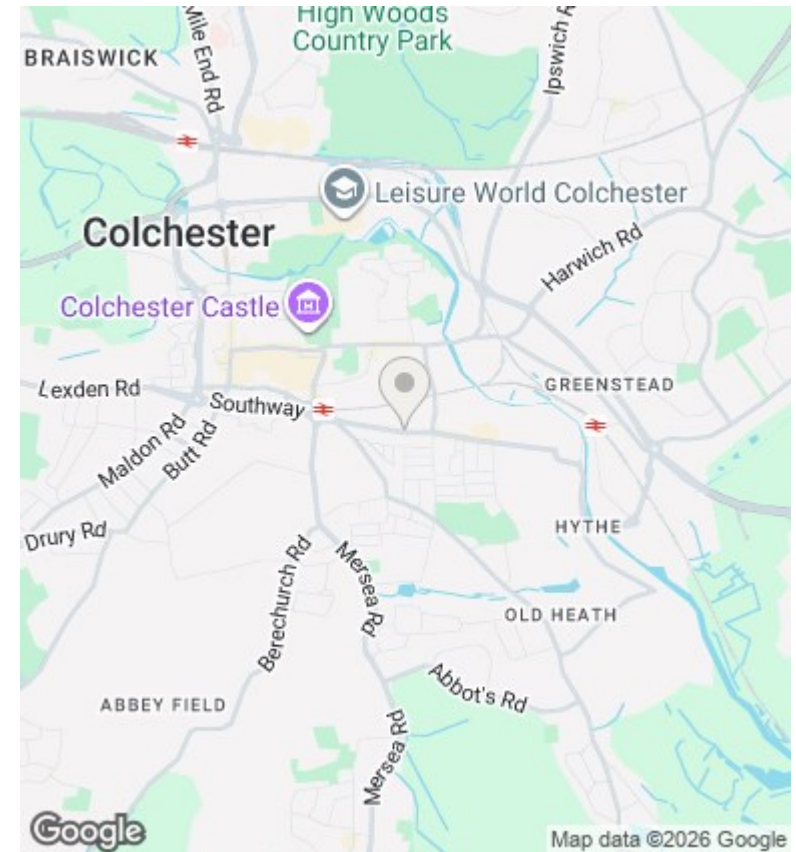 High Woods
Country Park
BRAISWICK
Mile End Rd
Ipswich R
Leisure World Colchester
Colchester
Harwich Rd
Colchester Castle
Lexden Rd
Southway
GREENSTEAD
Maldon Rd
Butt Rd
Drury Rd
HYTHE
Berechurch Rd
Mersea Rd
OLD HEATH
Abbot's Rd
ABBEY FIELD
Mersea Rd
Google
Map data ©2026 Google